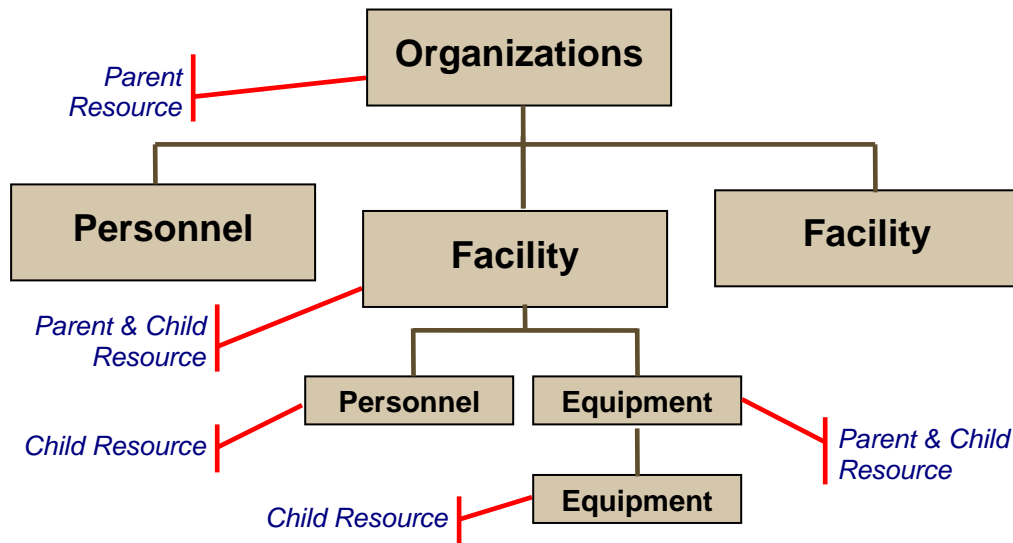 Organizations
Parent
Resource
Personnel
Facility
Facility
Parent & Child
Resource
Personnel
Equipment
Child Resource
Parent & Child
Resource
Equipment
Child Resource